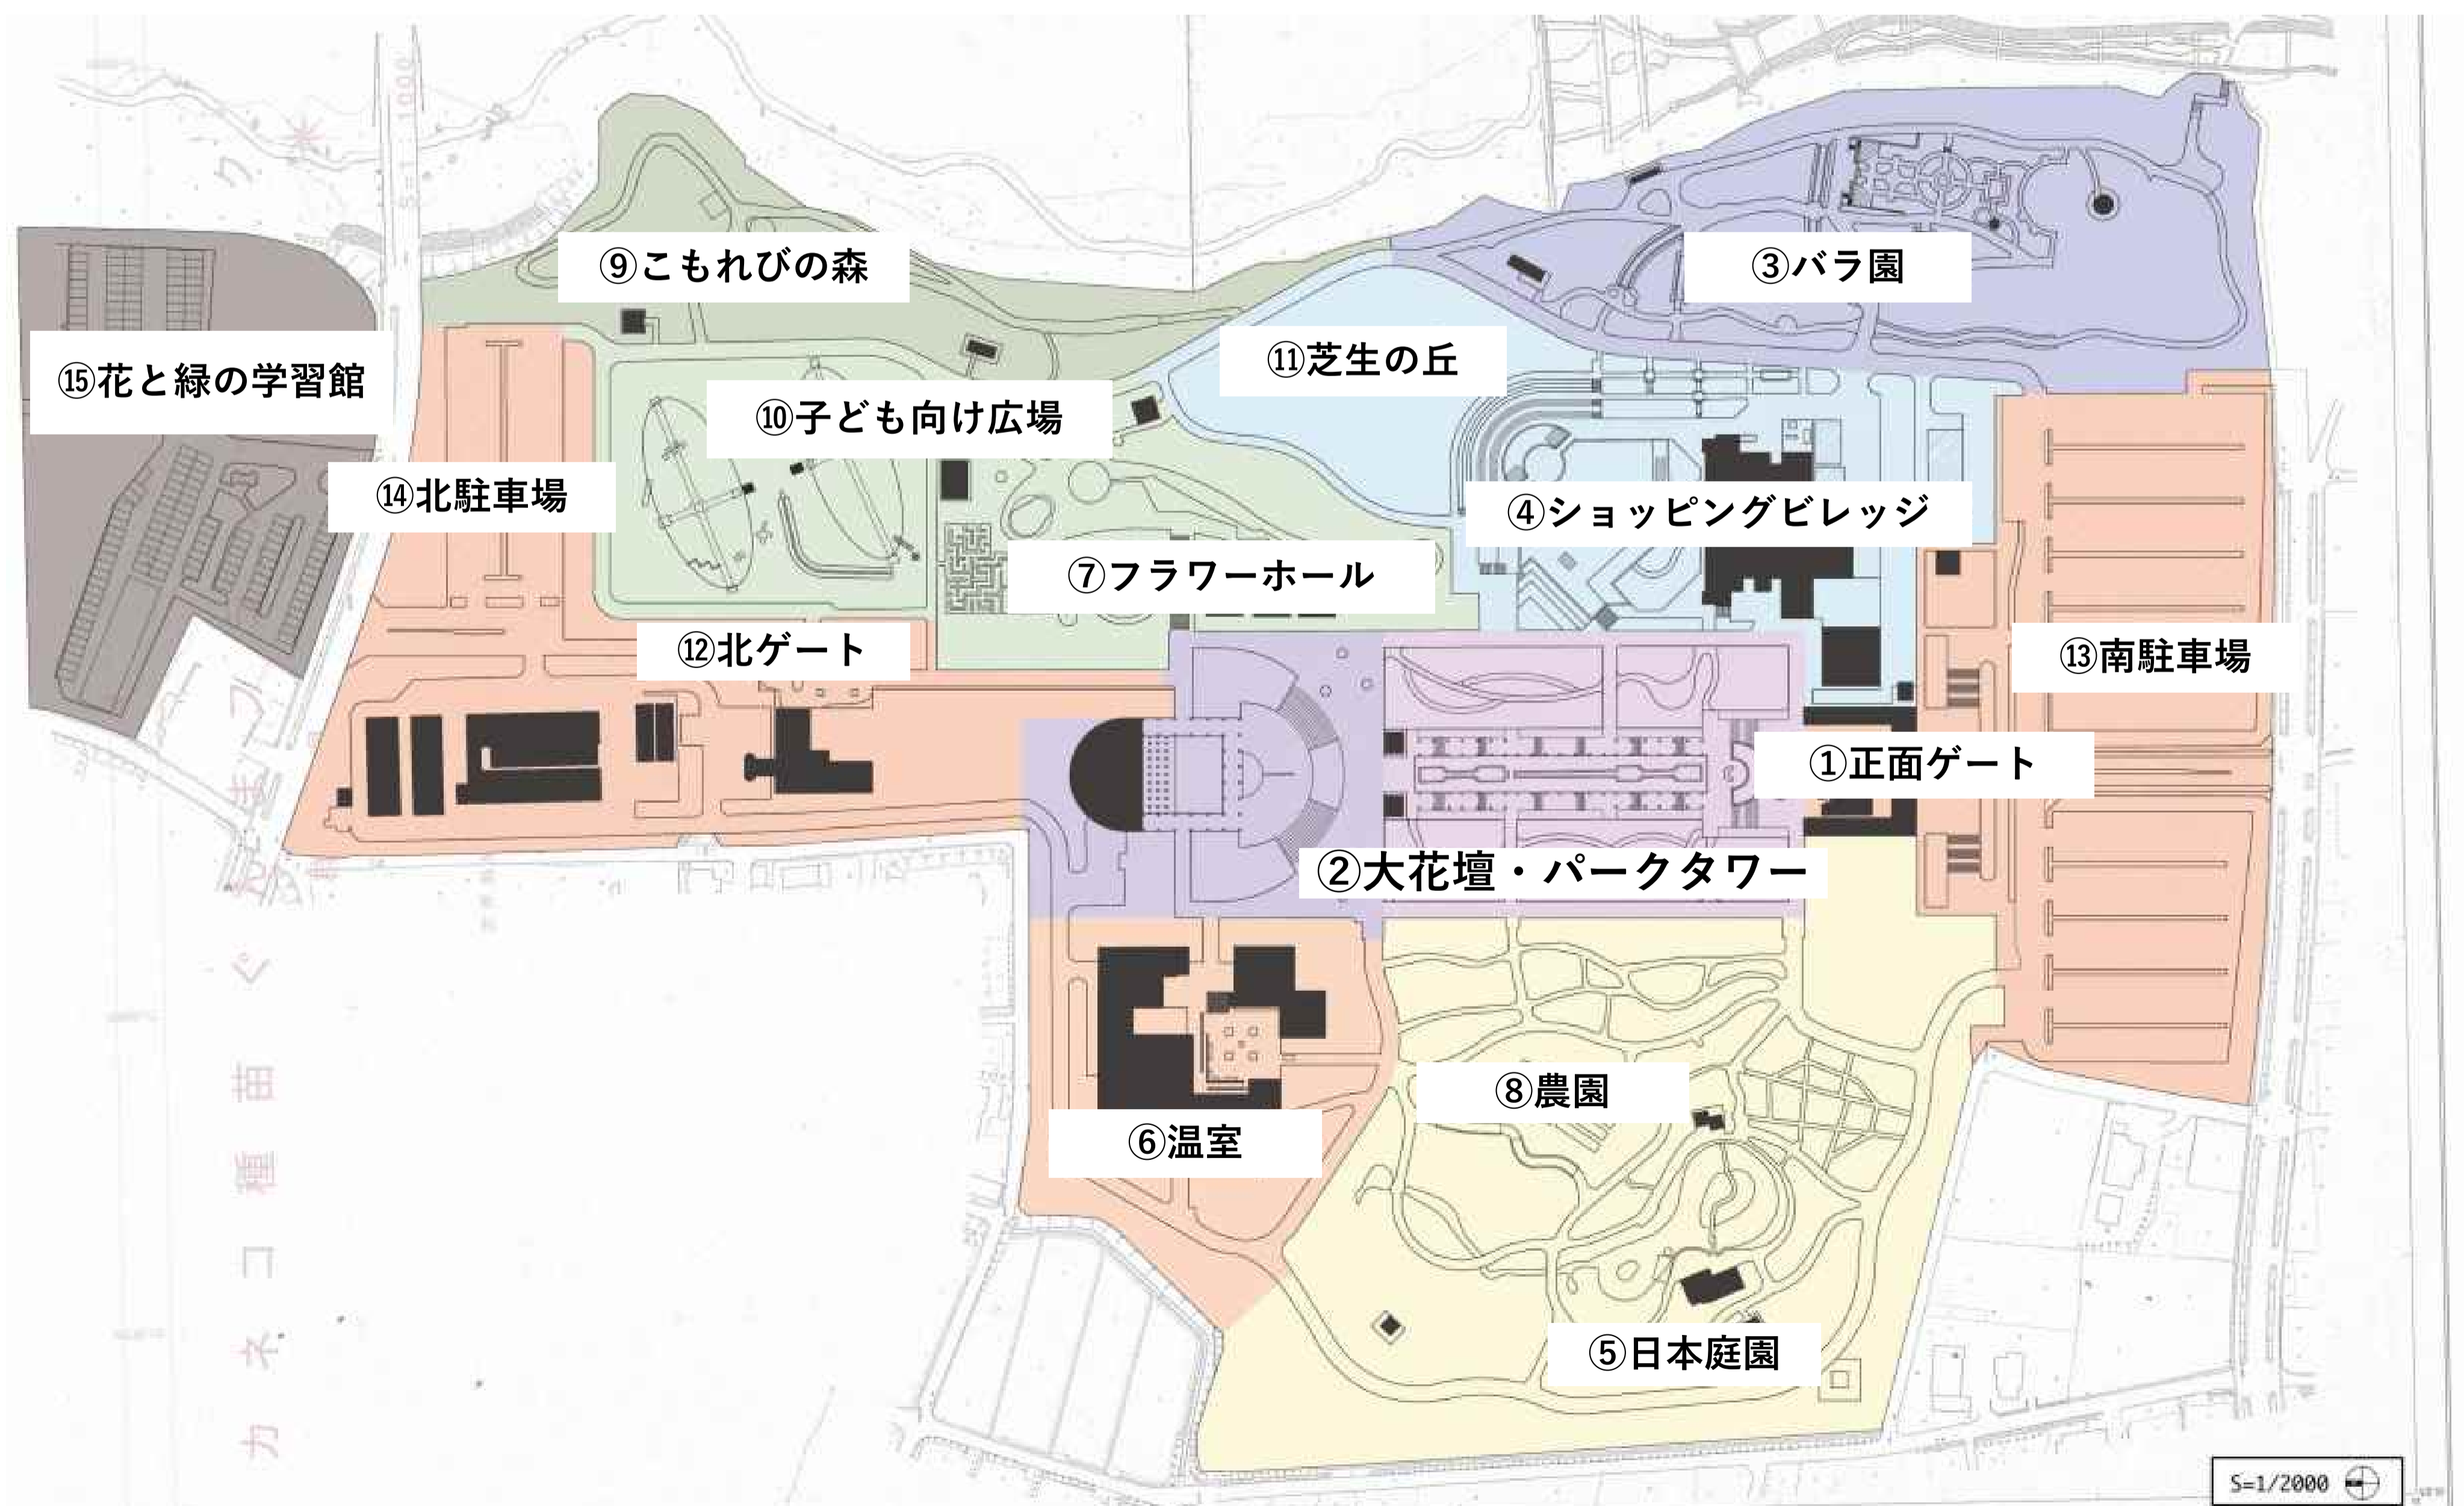 ⑨こもれびの森
③バラ園
⑪芝生の丘
⑮花と緑の学習館
⑩子ども向け広場
⑭北駐車場
④ショッピングビレッジ
⑦フラワーホール
⑫北ゲート
⑬南駐車場
①正面ゲート
②大花壇・パークタワー
⑧農園
⑥温室
⑤日本庭園
S=1/2000